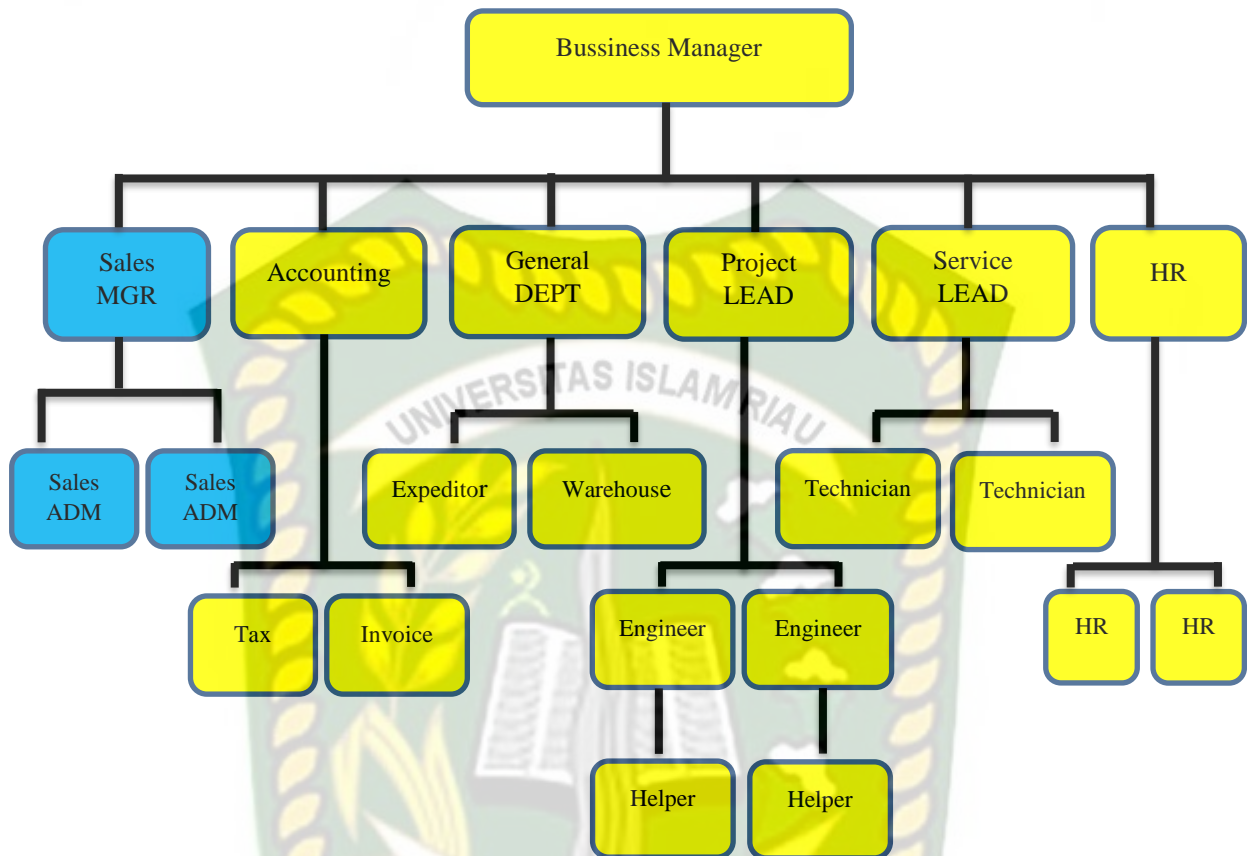 Bussiness Manager
Sales
MGR
Accounting
General
DEPT
Project
LEAD
Service
LEAD
HR
UNIVERSITAS ISLAM RIAU
Sales
ADM
Sales
ADM
Expeditor
Warehouse
Technician
Technician
Tax
Invoice
Engineer
Engineer
HR
HR
Helper
Helper